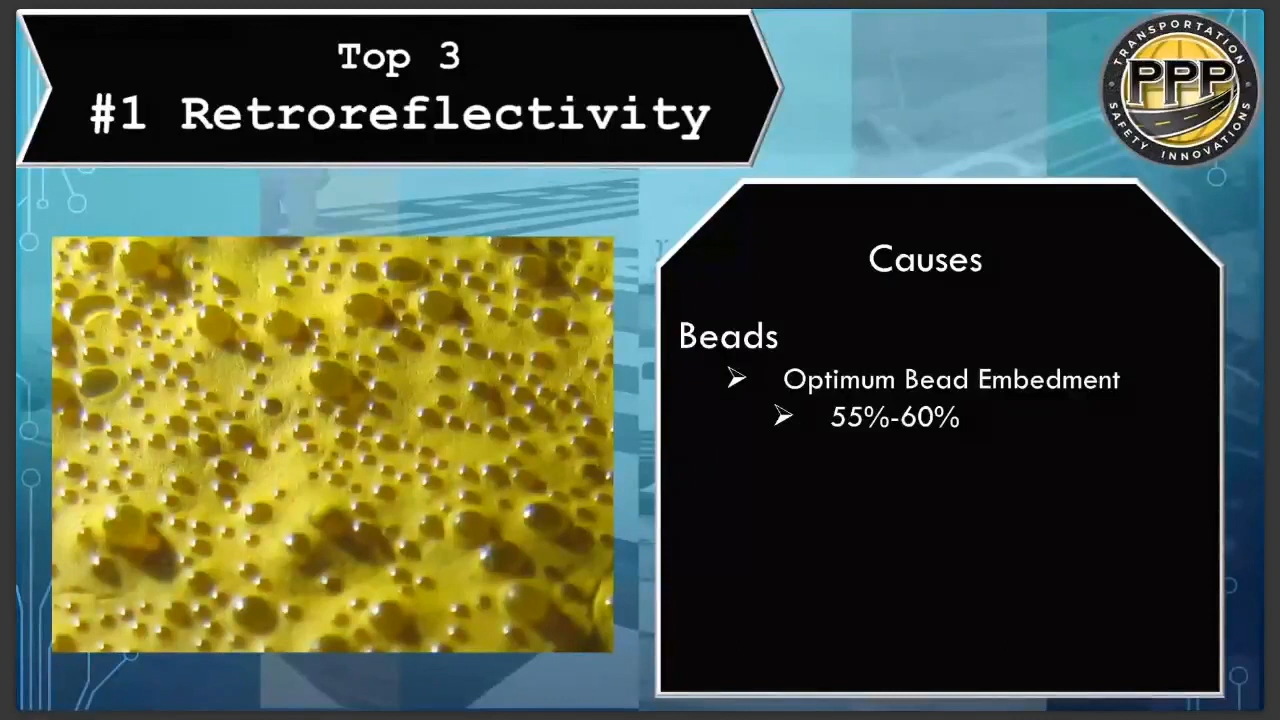 Top 3
#1 Retroreflectivity
TRANSPORTATION
PPP
SAFETY INNOVATIONS
Causes
Beads
Optimum Bead Embedment
55%-60%